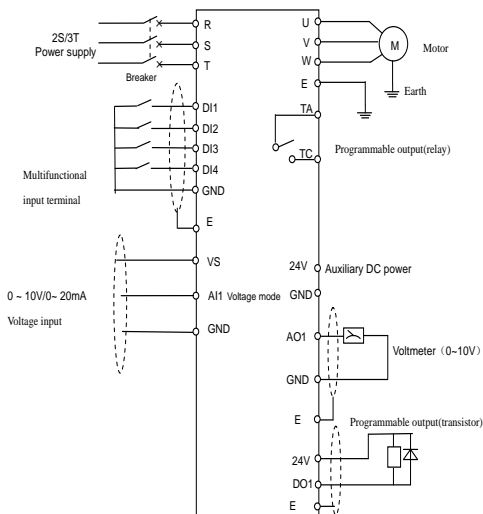 R
S
T
2S/3T
Power supply
Breaker
U
V
W
E
M
Motor
Earth
DI1
DI2
DI3
DI4
GND
E
Multifunctional
input terminal
TA
TC
Programmable output(relay)
VS
AI1 Voltage mode
GND
0 ~ 10V/0~ 20mA
Voltage input
24V
Auxiliary DC power
GND
AO1
GND
E
Voltmeter（0~10V）
Programmable output(transistor)
24V
DO1
E